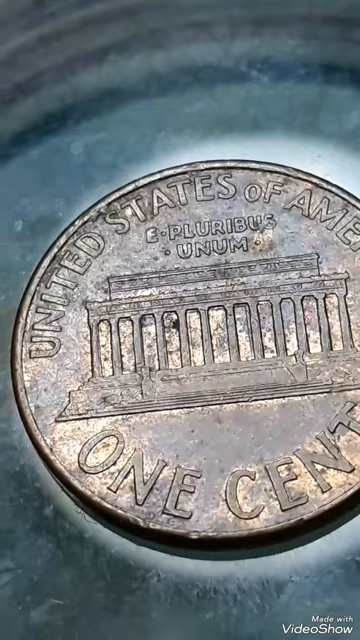 UNITED STATES OF AME
E·PLURIBUS
·UNUM·
ONE CENT
Made with
VideoShow